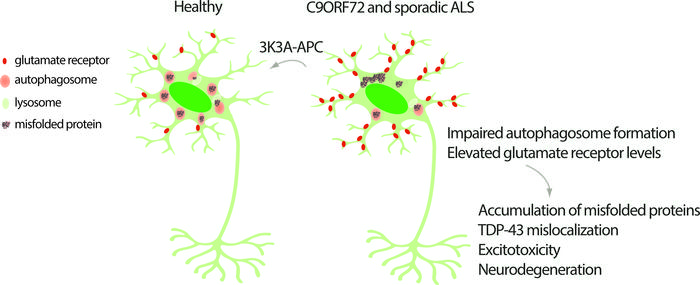 Healthy
C9ORF72 and sporadic ALS
3K3A-APC
glutamate receptor
autophagosome
lysosome
misfolded protein
Impaired autophagosome formation
Elevated glutamate receptor levels
Accumulation of misfolded proteins
TDP-43 mislocalization
Excitotoxicity
Neurodegeneration